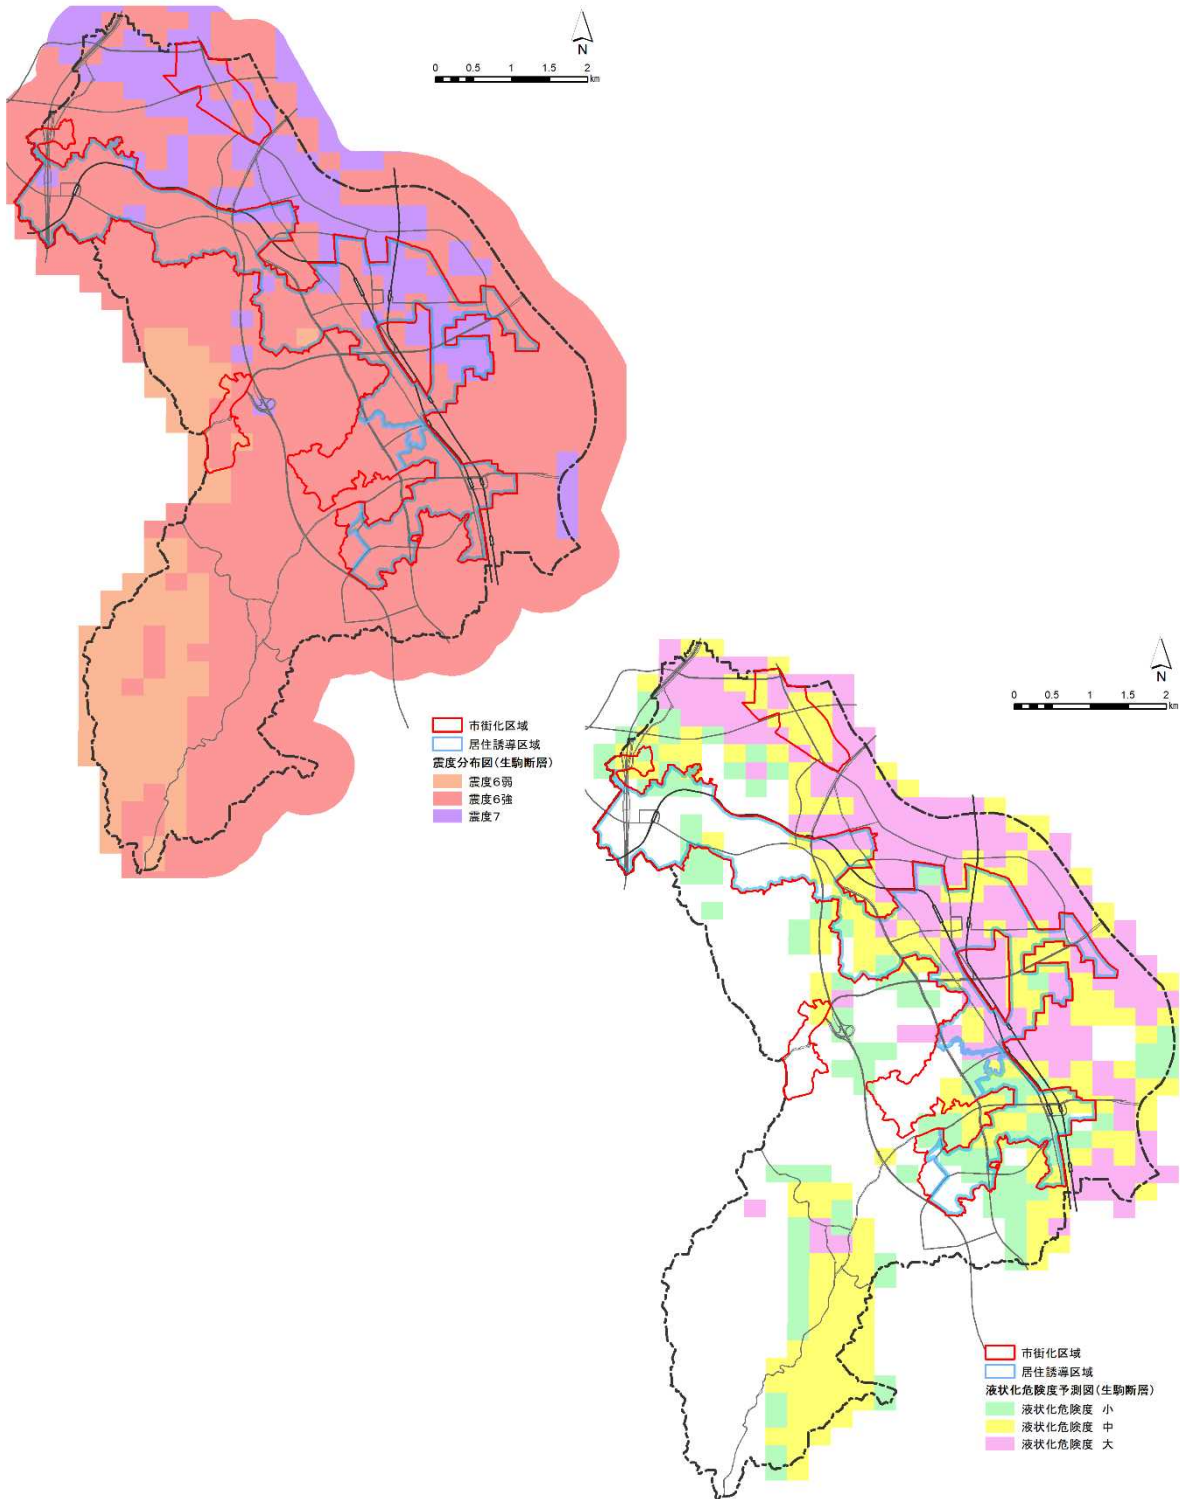 N
0 0.5 1 1.5 2
km
市街化区域
居住誘導区域
震度分布図(生駒断層)
震度6弱
震度6強
震度7
N
0 0.5 1 1.5 2
km
市街化区域
居住誘導区域
液状化危険度予測図(生駒断層)
液状化危険度 小
液状化危険度 中
液状化危険度 大